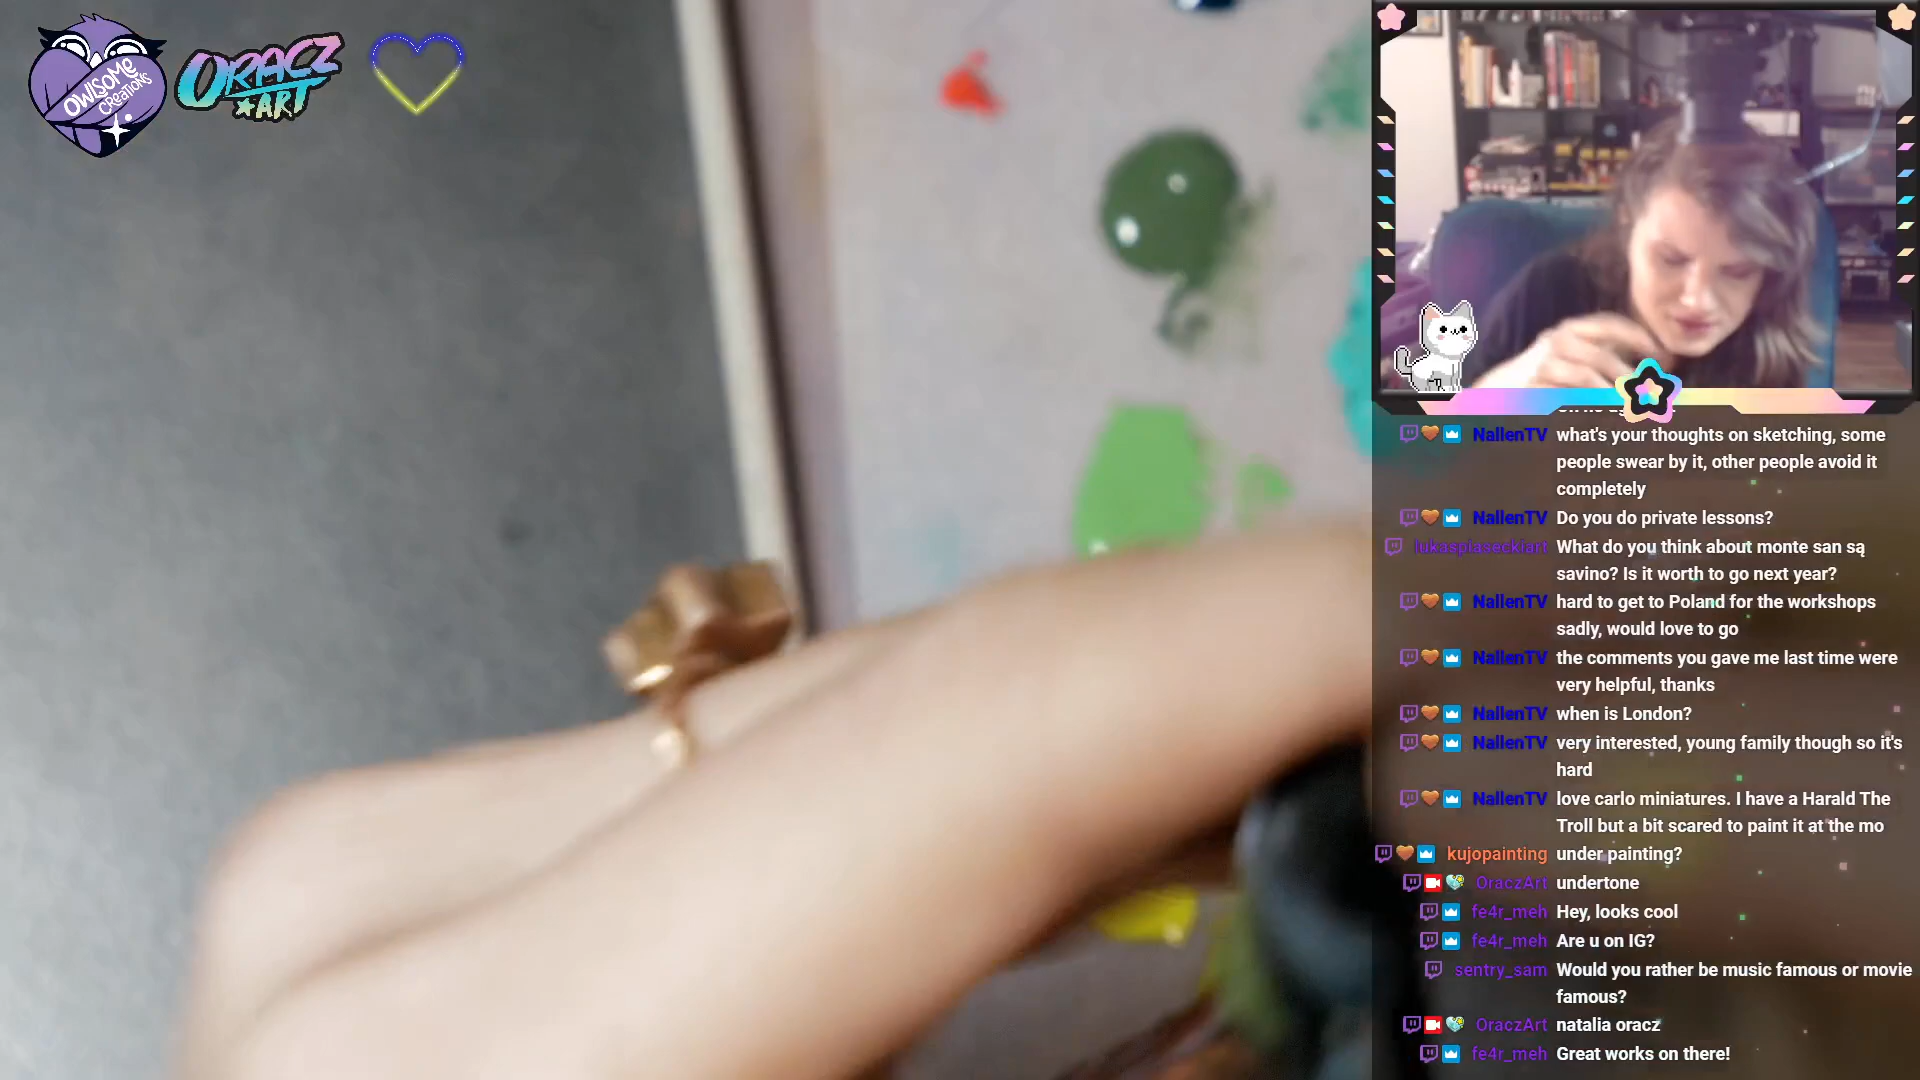 OWLSOME
CREATIONS
ORACZ
ART
NallenTV what's your thoughts on sketching, some
people swear by it, other people avoid it
completely
NallenTV Do you do private lessons?
lukaspiaseckiart What do you think about monte san są
savino? Is it worth to go next year?
NallenTV hard to get to Poland for the workshops
sadly, would love to go
NallenTV the comments you gave me last time were
very helpful, thanks
NallenTV when is London?
NallenTV very interested, young family though so it's
hard
NallenTV love carlo miniatures. I have a Harald The
Troll but a bit scared to paint it at the mo
kujopainting under painting?
OraczArt undertone
fe4r_meh Hey, looks cool
fe4r_meh Are u on IG?
sentry_sam Would you rather be music famous or movie
famous?
OraczArt natalia oracz
fe4r_meh Great works on there!